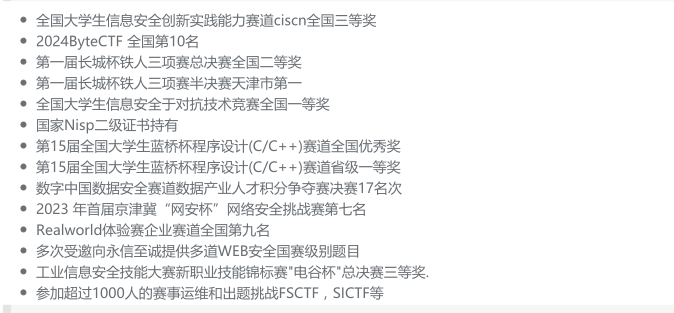 全国大学生信息安全创新实践能力赛道ciscn全国三等奖
2024ByteCTF 全国第10名
第一届长城杯铁人三项赛总决赛全国二等奖
第一届长城杯铁人三项赛半决赛天津市第一
全国大学生信息安全于对抗技术竞赛全国一等奖
国家Nisp二级证书持有
第15届全国大学生蓝桥杯程序设计(C/C++)赛道全国优秀奖
第15届全国大学生蓝桥杯程序设计(C/C++)赛道省级一等奖
数字中国数据安全赛道数据产业人才积分争夺赛决赛17名次
2023 年首届京津冀“网安杯”网络安全挑战赛第七名
Realworld体验赛企业赛道全国第九名
多次受邀向永信至诚提供多道WEB安全国赛级别题目
工业信息安全技能大赛新职业技能锦标赛"电谷杯"总决赛三等奖.
参加超过1000人的赛事运维和出题挑战FSCTF，SICTF等